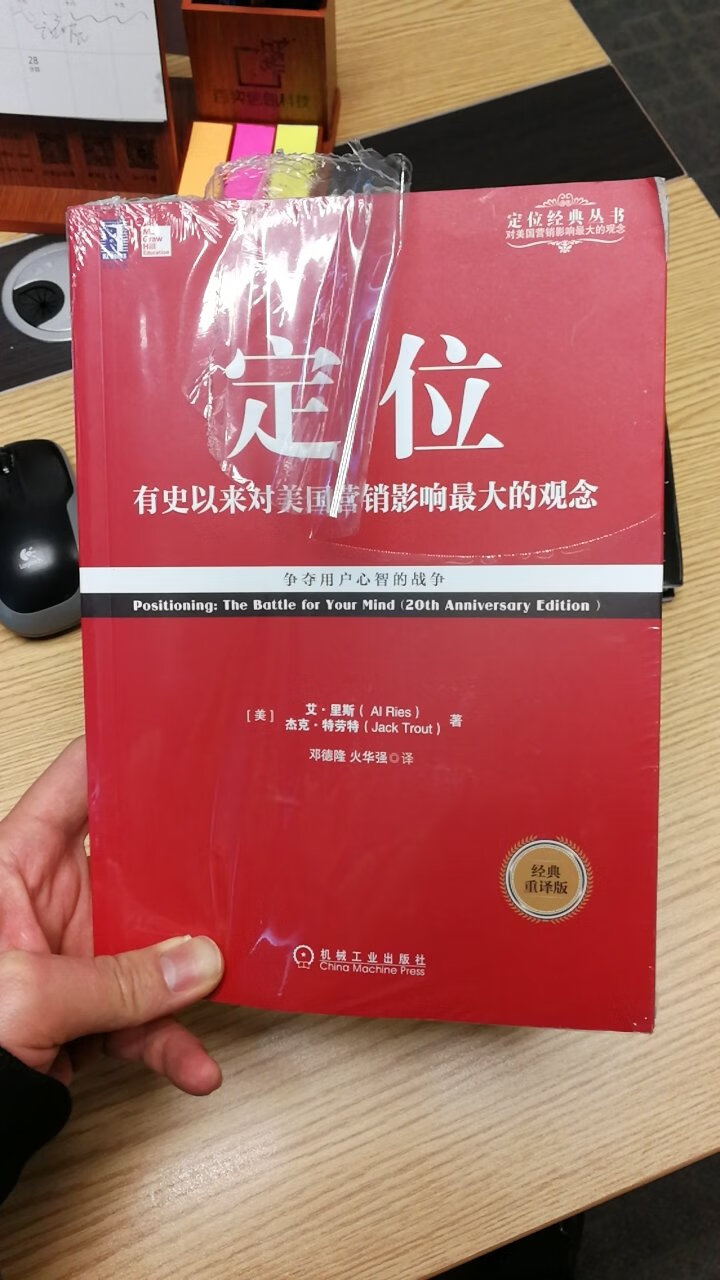 28
定位经典丛书
对美国营销影响最大的观念
Mc
Graw
Hill
Education
定位
有史以来对美国营销影响最大的观念
争夺用户心智的战争
Positioning: The Battle for Your Mind (20th Anniversary Edition )
[美]
艾·里斯( Al Ries )
杰克·特劳特(Jack Trout )
著
邓德隆 火华强◎译
经典
重译版
机械工业出版社
China Machine Press